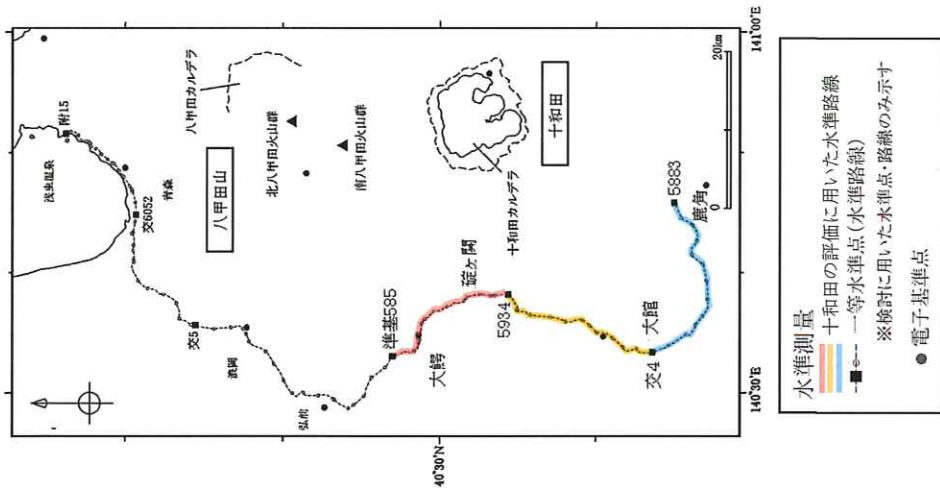 141°00'E
140°30'E
40°30'N
20km
0
浅虫温泉
附15
青森
交6052
八甲田カルデラ
八甲田山
北八甲田火山群
南八甲田火山群
十和田
十和田カルデラ
交5
浪岡
弘前
準基585
大鰐
碇ヶ関
5934
大館
交4
5883
鹿角
水準測量
十和田の評価に用いた水準路線
一等水準点(水準路線)
※検討に用いた水準点・路線のみ示す
電子基準点